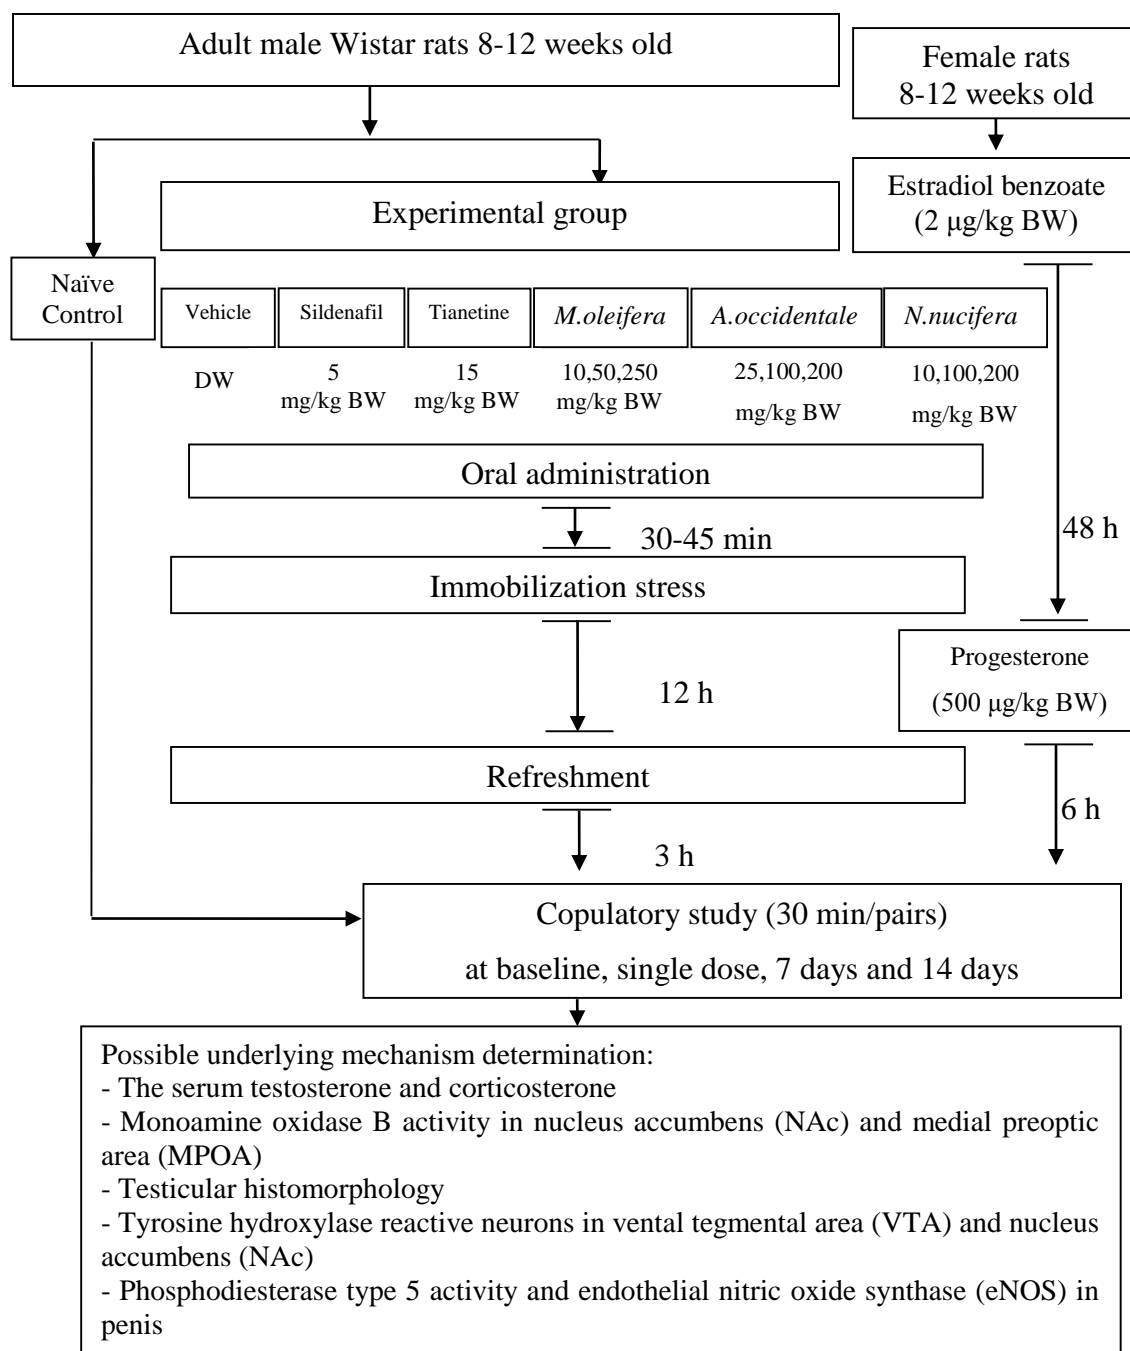 Adult male Wistar rats 8-12 weeks old
Female rats
8-12 weeks old
Estradiol benzoate
(2 μg/kg BW)
Experimental group
Naïve
Control
Vehicle
Sildenafil
Tianetine
M.oleifera
A.occidentale
N.nucifera
DW
5
mg/kg BW
15
mg/kg BW
10,50,250
mg/kg BW
25,100,200
mg/kg BW
10,100,200
mg/kg BW
Oral administration
30-45 min
48 h
Immobilization stress
Progesterone
(500 μg/kg BW)
12 h
Refreshment
6 h
3 h
Copulatory study (30 min/pairs)
at baseline, single dose, 7 days and 14 days
Possible underlying mechanism determination:
- The serum testosterone and corticosterone
- Monoamine oxidase B activity in nucleus accumbens (NAc) and medial preoptic
area (MPOA)
- Testicular histomorphology
- Tyrosine hydroxylase reactive neurons in vental tegmental area (VTA) and nucleus
accumbens (NAc)
- Phosphodiesterase type 5 activity and endothelial nitric oxide synthase (eNOS) in
penis